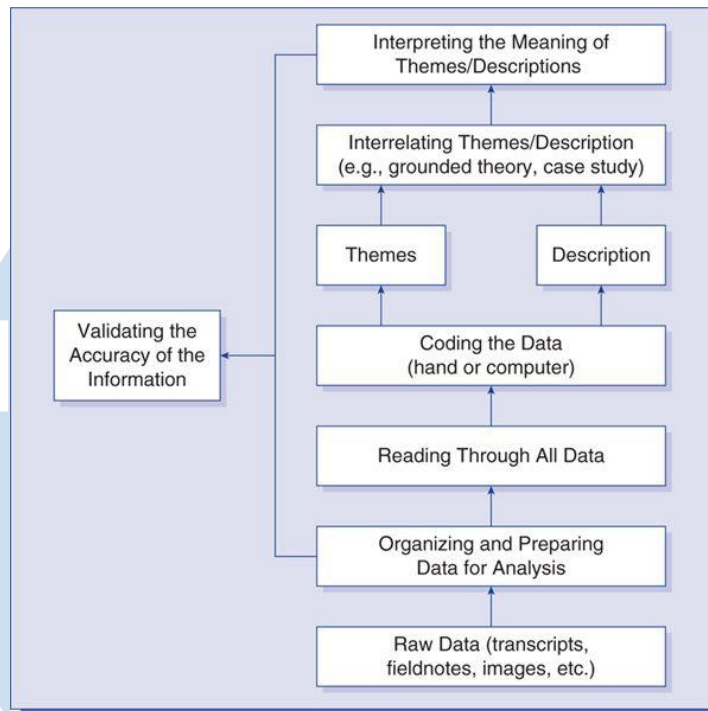 Interpreting the Meaning of
Themes/Descriptions
Interrelating Themes/Description
(e.g., grounded theory, case study)
Themes
Description
Validating the
Accuracy of the
Information
Coding the Data
(hand or computer)
Reading Through All Data
Organizing and Preparing
Data for Analysis
Raw Data (transcripts,
fieldnotes, images, etc.)